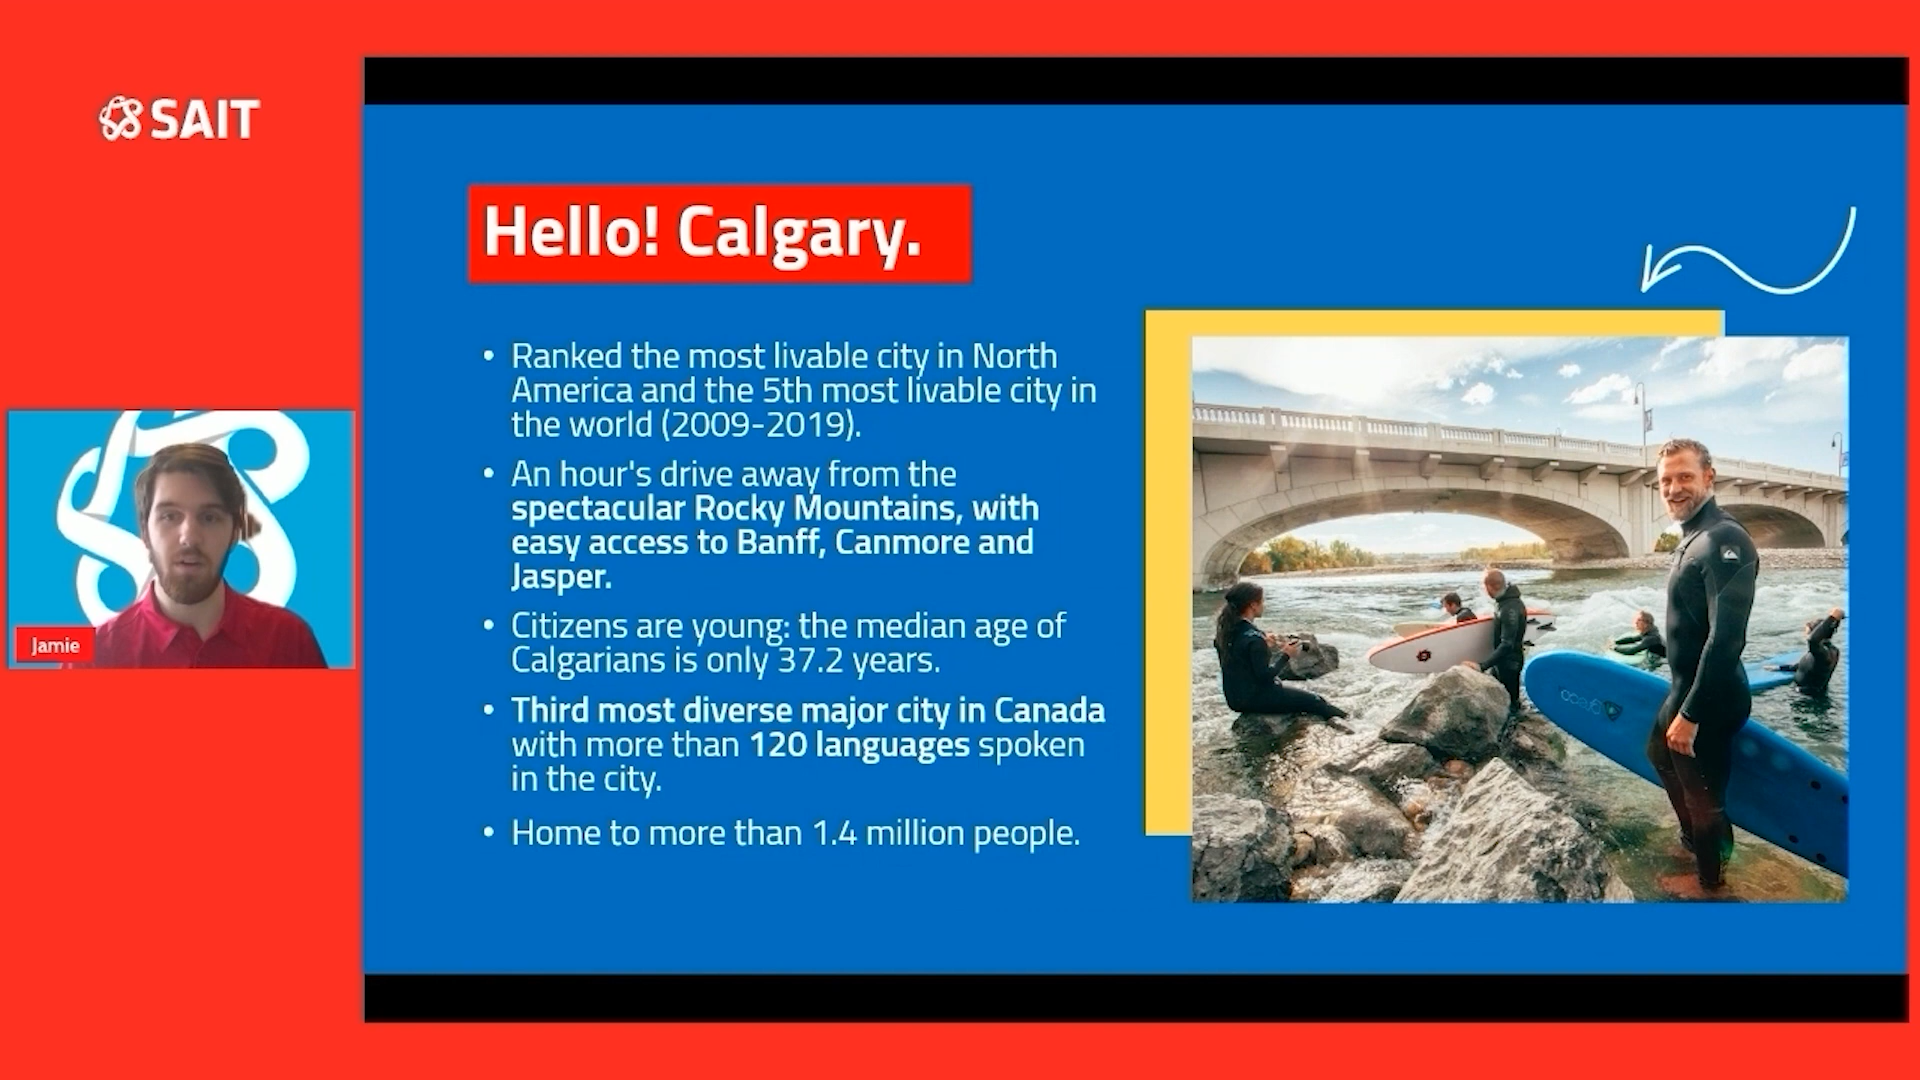 SAIT
Hello! Calgary.
• Ranked the most livable city in North
America and the 5th most livable city in
the world (2009-2019).
• An hour's drive away from the
spectacular Rocky Mountains, with
easy access to Banff, Canmore and
Jasper.
• Citizens are young: the median age of
Calgarians is only 37.2 years.
• Third most diverse major city in Canada
with more than 120 languages spoken
in the city.
• Home to more than 1.4 million people.
Jamie